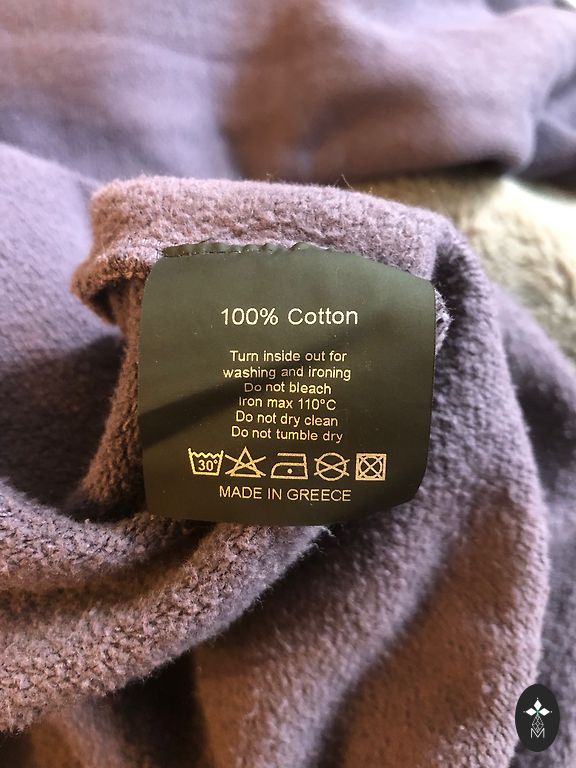 100% Cotton
Turn inside out for
washing and ironing
Do not bleach
Iron max 110°C
Do not dry clean
Do not tumble dry
30°
MADE IN GREECE
M